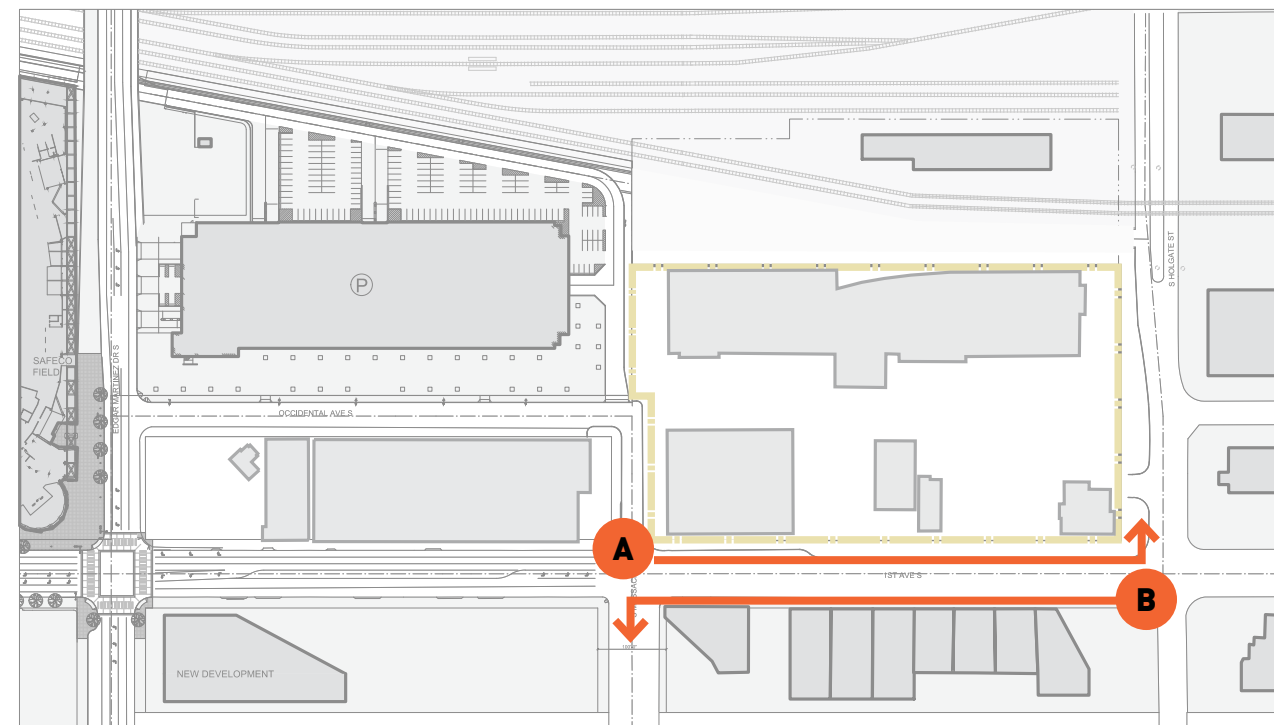 S HOLGATE ST
P
SAFECO
FIELD
EDGAR MARTINEZ DR S
OCCIDENTAL AVE S
A
1ST AVE S
B
NEW DEVELOPMENT